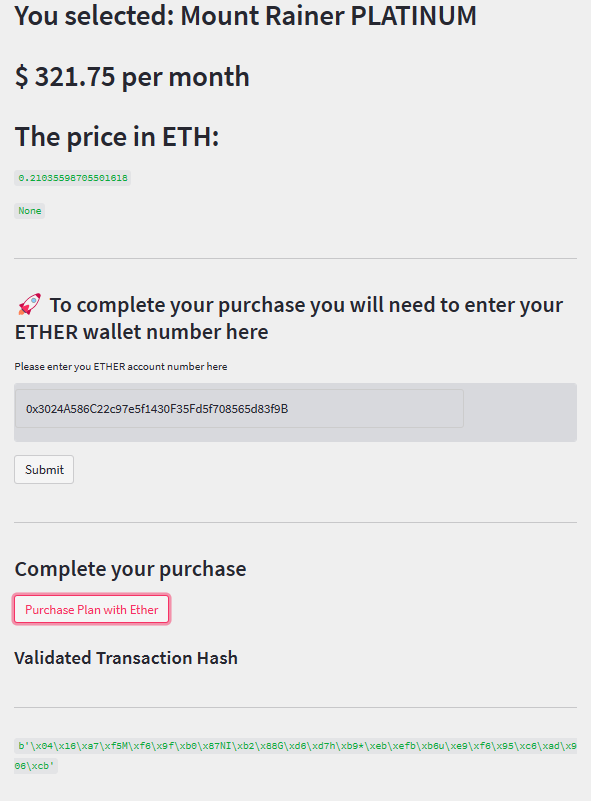 You selected: Mount Rainer PLATINUM
$ 321.75 per month
The price in ETH:
0.21035598705501618
None
🚀 To complete your purchase you will need to enter your
ETHER wallet number here
Please enter you ETHER account number here
0x3024A586C22c97e5f1430F35Fd5f708565d83f9B
Submit
Complete your purchase
Purchase Plan with Ether
Validated Transaction Hash
b'\x04\x16\xa7\xf5M\xf6\x9f\xb0\x87NI\xb2\x88G\xd6\xd7h\xb9*\xeb\xefb\xb6u\xe9\xf6\x95\xc6\xad\x9
06\xcb'